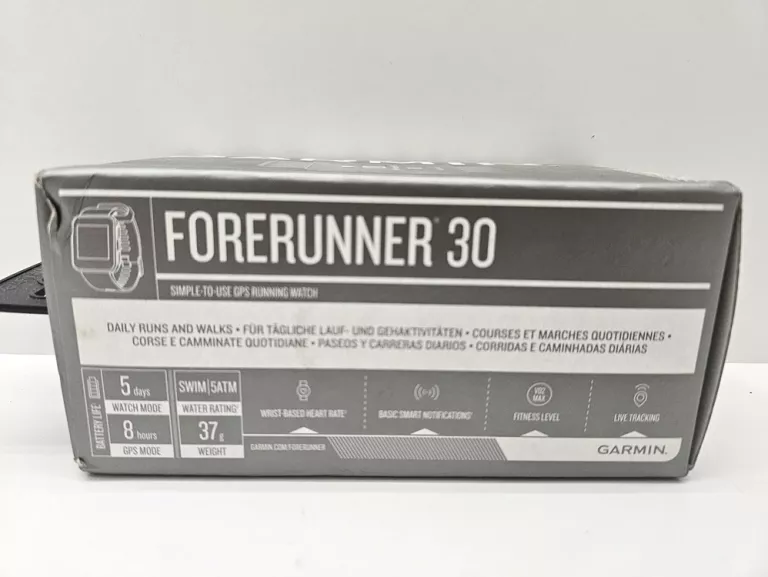 FORERUNNER® 30
SIMPLE-TO-USE GPS RUNNING WATCH
DAILY RUNS AND WALKS • FÜR TÄGLICHE LAUF- UND GEHAKTIVITÄTEN • COURSES ET MARCHES QUOTIDIENNES •
CORSE E CAMMINATE QUOTIDIANE • PASEOS Y CARRERAS DIARIOS • CORRIDAS E CAMINHADAS DIÁRIAS
BATTERY LIFE
5 days
WATCH MODE
8 hours
GPS MODE
SWIM | 5ATM
WATER RATING
37 g
WEIGHT
WRIST-BASED HEART RATE
BASIC SMART NOTIFICATIONS
VO2
MAX
FITNESS LEVEL
LIVE TRACKING
GARMIN.COM/FORERUNNER
GARMIN.